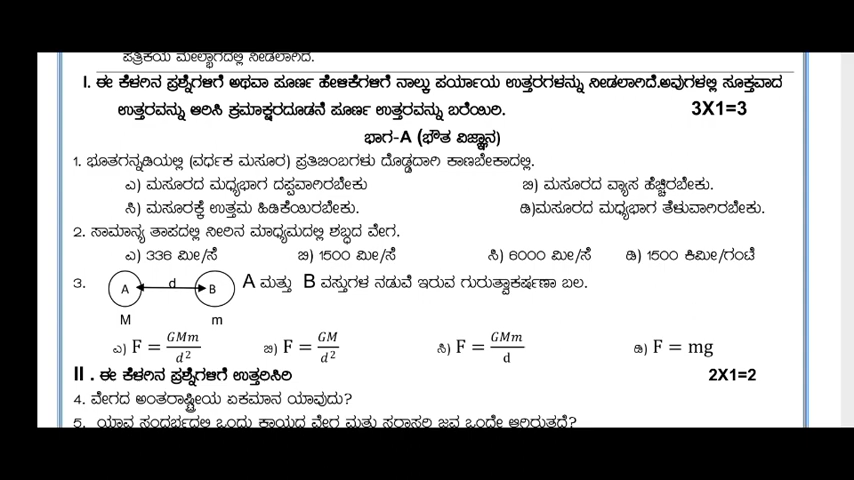 ಪತ್ರಿಕೆಯ ಮೇಲ್ಭಾಗದಲ್ಲಿ ನೀಡಲಾಗಿದೆ.
I. ಈ ಕೆಳಗಿನ ಪ್ರಶ್ನೆಗಳಿಗೆ ಅಥವಾ ಪೂರ್ಣ ಹೇಳಿಕೆಗಳಿಗೆ ನಾಲ್ಕು ಪರ್ಯಾಯ ಉತ್ತರಗಳನ್ನು ನೀಡಲಾಗಿದೆ.ಅವುಗಳಲ್ಲಿ ಸೂಕ್ತವಾದ
ಉತ್ತರವನ್ನು ಆರಿಸಿ ಕ್ರಮಾಕ್ಷರದೂಡನೆ ಪೂರ್ಣ ಉತ್ತರವನ್ನು ಬರೆಯಿರಿ. 3X1=3
ಭಾಗ-A (ಭೌತ ವಿಜ್ಞಾನ)
1. ಭೂತಗನ್ನಡಿಯಲ್ಲಿ (ವರ್ಧಕ ಮಸೂರ) ಪ್ರತಿಬಿಂಬಗಳು ದೊಡ್ಡದಾಗಿ ಕಾಣಬೇಕಾದಲ್ಲಿ.
ಎ) ಮಸೂರದ ಮಧ್ಯಭಾಗ ದಪ್ಪವಾಗಿರಬೇಕು ಬಿ) ಮಸೂರದ ವ್ಯಾಸ ಹೆಚ್ಚಿರಬೇಕು.
ಸಿ) ಮಸೂರಕ್ಕೆ ಉತ್ತಮ ಹಿಡಿಕೆಯಿರಬೇಕು. ಡಿ)ಮಸೂರದ ಮಧ್ಯಭಾಗ ತೆಳುವಾಗಿರಬೇಕು.
2. ಸಾಮಾನ್ಯ ತಾಪದಲ್ಲಿ ನೀರಿನ ಮಾಧ್ಯಮದಲ್ಲಿ ಶಬ್ದದ ವೇಗ.
ಎ) 336 ಮೀ/ಸೆ ಬಿ) 1500 ಮೀ/ಸೆ ಸಿ) 6000 ಮೀ/ಸೆ ಡಿ) 1500 ಕಿಮೀ/ಗಂಟೆ
3. A d B A ಮತ್ತು B ವಸ್ತುಗಳ ನಡುವೆ ಇರುವ ಗುರುತ್ವಾಕರ್ಷಣಾ ಬಲ.
M m
ಎ) F = GMm/d² ಬಿ) F = GM/d² ಸಿ) F = GMm/d ಡಿ) F = mg
II . ಈ ಕೆಳಗಿನ ಪ್ರಶ್ನೆಗಳಿಗೆ ಉತ್ತರಿಸಿರಿ 2X1=2
4. ವೇಗದ ಅಂತರಾಷ್ಟ್ರೀಯ ಏಕಮಾನ ಯಾವುದು?
5. ಯಾವ ಸಂದರ್ಭದಲ್ಲಿ ಒಂದು ಕಾಯದ ವೇಗ ಮತ್ತು ಸರಾಸರಿ ಜವ ಒಂದೇ ಆಗಿರುತ್ತದೆ?